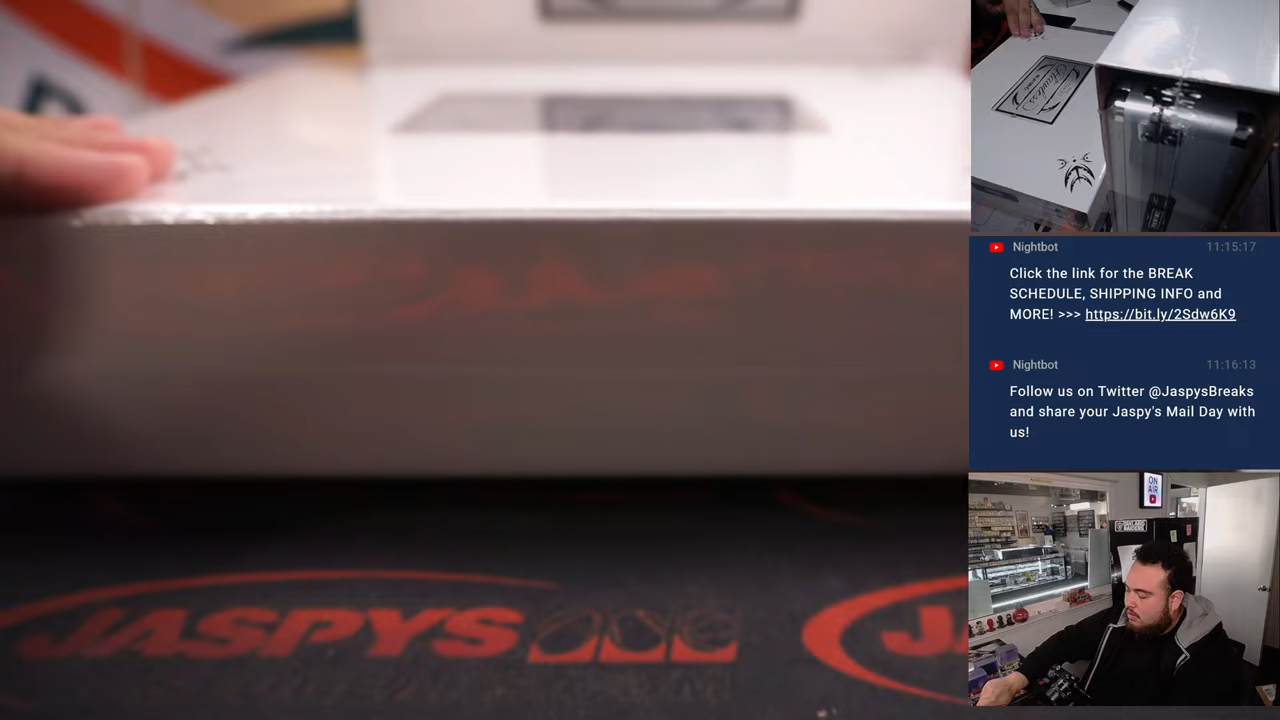 Flawless
Nightbot 11:15:17
Click the link for the BREAK
SCHEDULE, SHIPPING INFO and
MORE! >>> https://bit.ly/2Sdw6K9
Nightbot 11:16:13
Follow us on Twitter @JaspysBreaks
and share your Jaspy's Mail Day with
us!
ON
AIR
JASPYS
JA